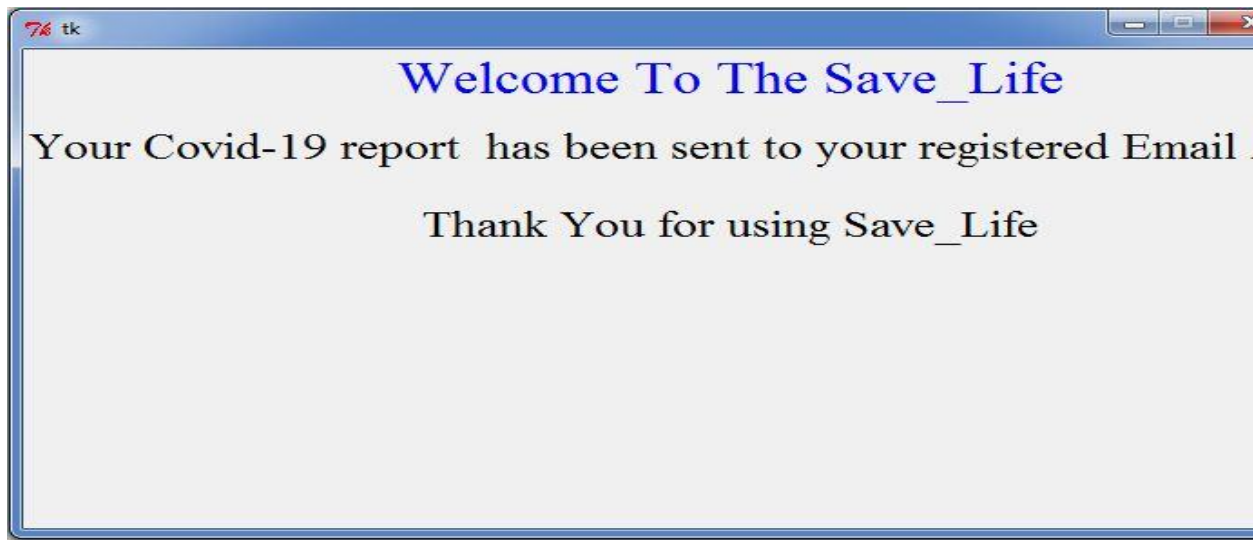 tk
Welcome To The Save_Life
Your Covid-19 report  has been sent to your registered Email
Thank You for using Save_Life